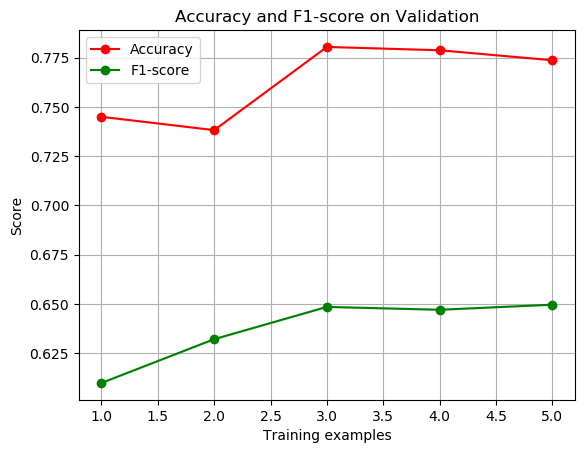 Accuracy and F1-score on Validation
Accuracy
F1-score
0.775
0.750
0.725
0.700
0.675
0.650
0.625
Score
1.0 1.5 2.0 2.5 3.0 3.5 4.0 4.5 5.0
Training examples